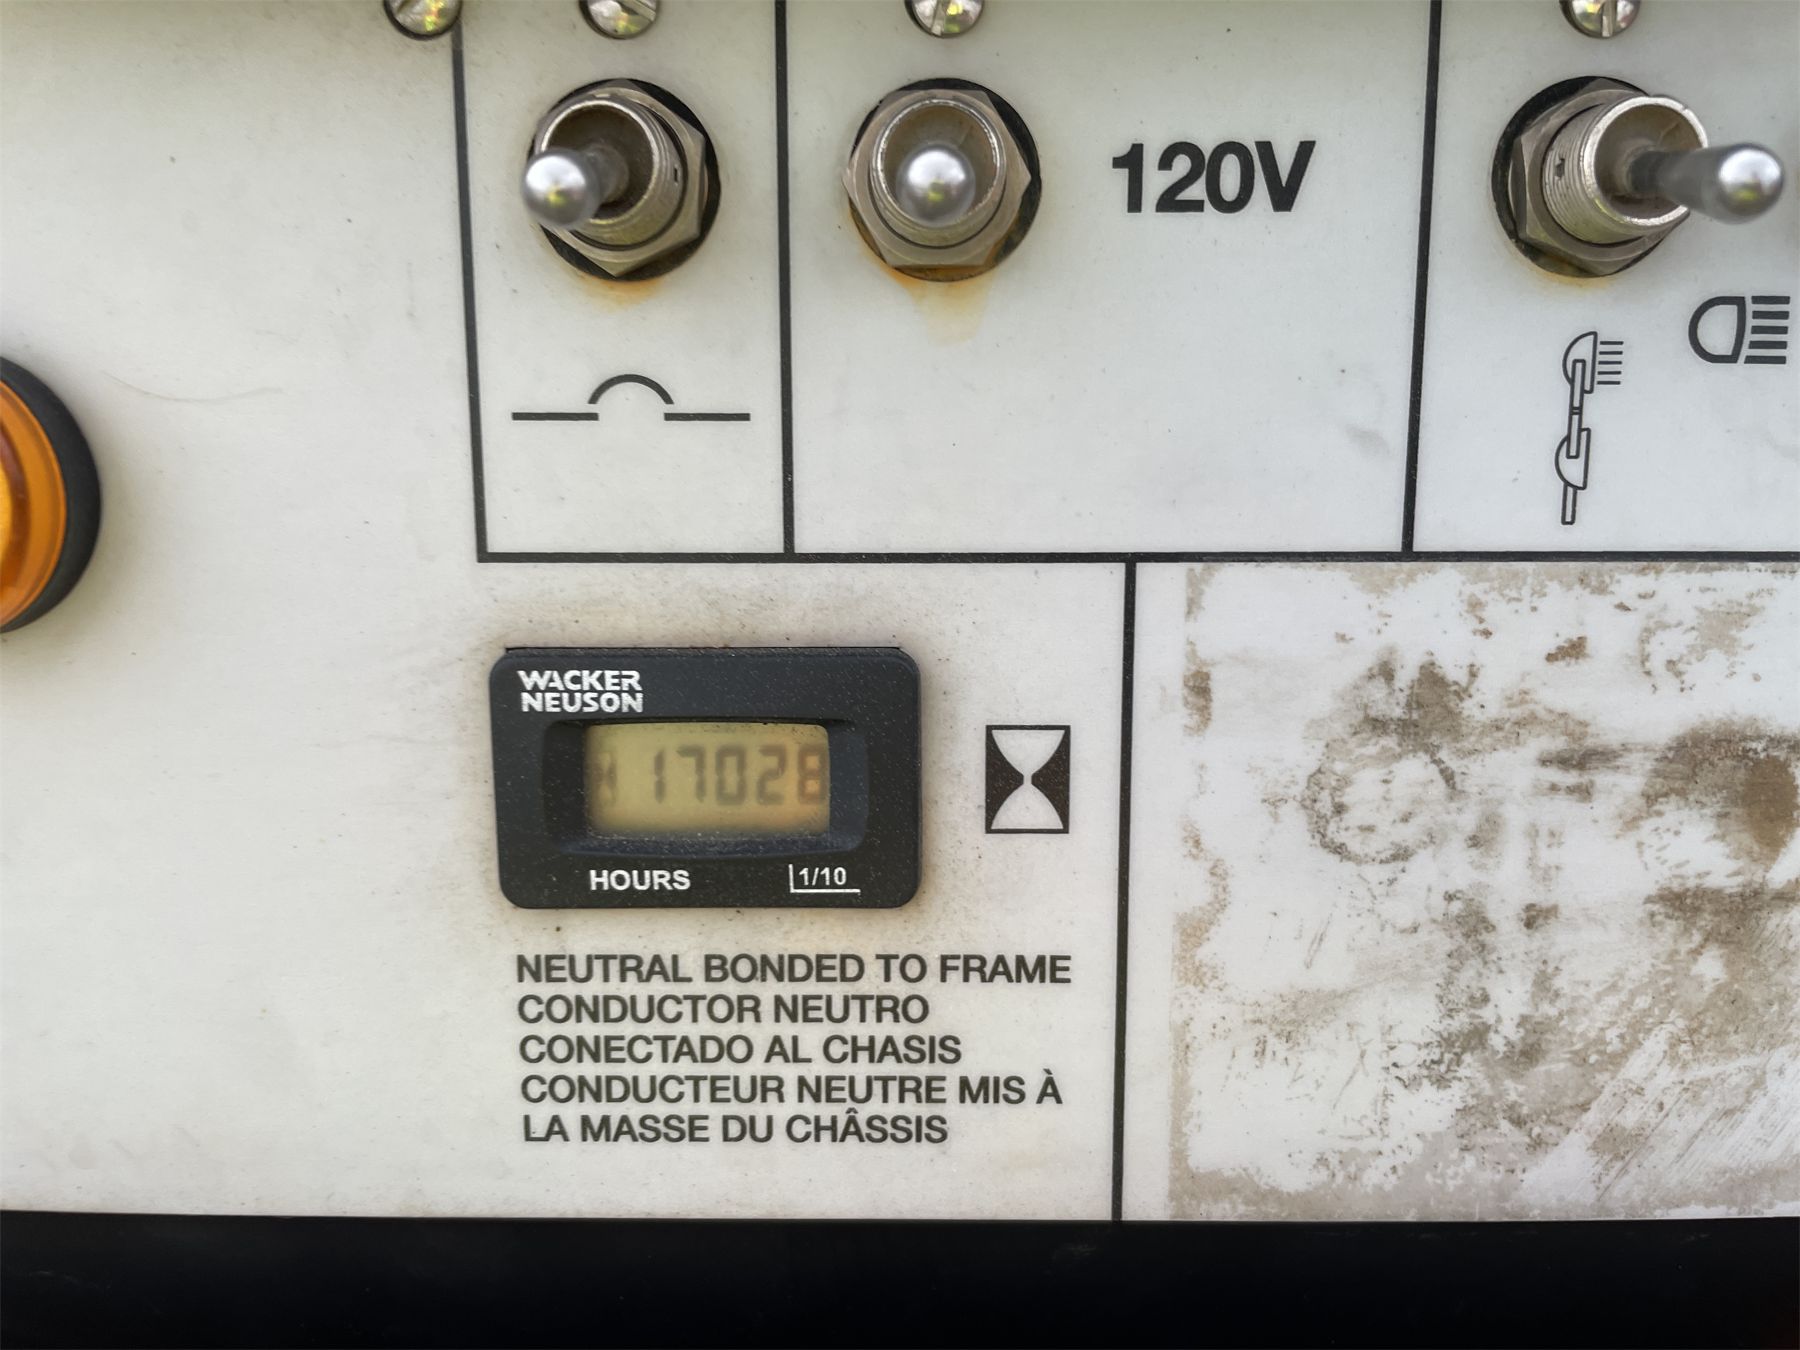 120V
WACKER
NEUSON
17028
HOURS
1/10
NEUTRAL BONDED TO FRAME
CONDUCTOR NEUTRO
CONECTADO AL CHASIS
CONDUCTEUR NEUTRE MIS À
LA MASSE DU CHÂSSIS